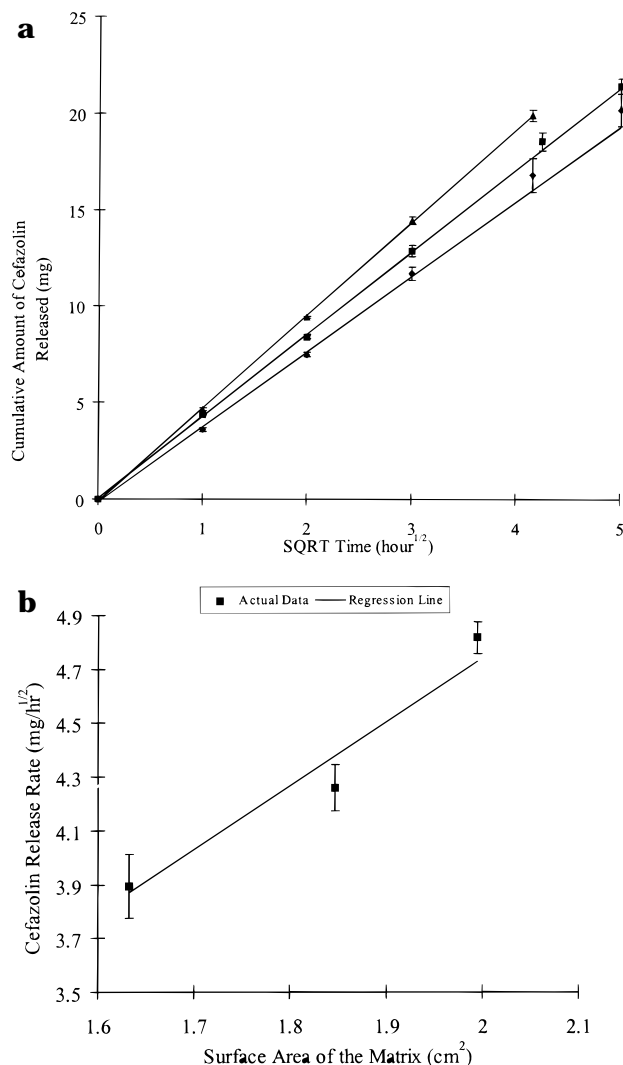 a
25
20
15
10
5
0
Cumulative Amount of Cefazolin
Released (mg)
0 1 2 3 4 5
SQRT Time (hour1/2)
b
Actual Data Regression Line
4.9
4.7
4.5
4.3
4.1
3.9
3.7
3.5
Cefazolin Release Rate (mg/hr1/2)
1.6 1.7 1.8 1.9 2 2.1
Surface Area of the Matrix (cm2)